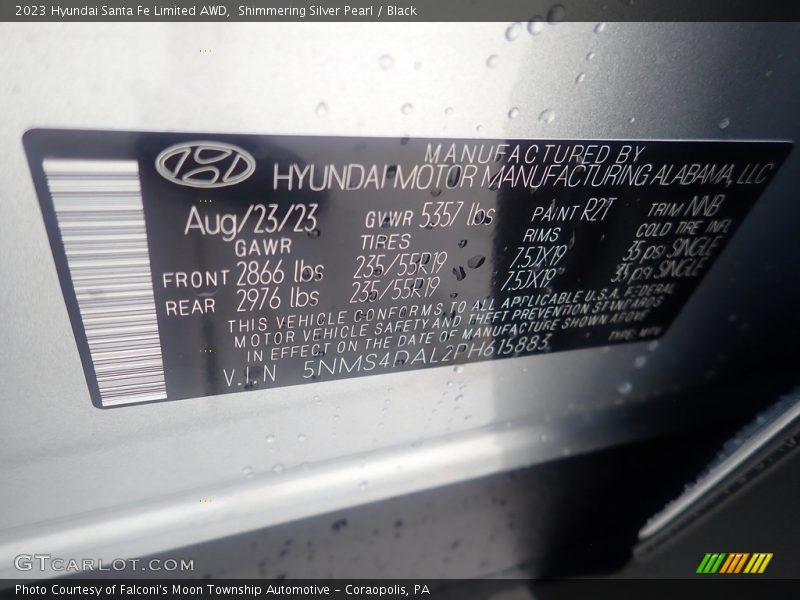 2023 Hyundai Santa Fe Limited AWD, Shimmering Silver Pearl / Black
MANUFACTURED BY
HYUNDAI MOTOR MANUFACTURING ALABAMA, LLC
Aug/23/23 GVWR 5357 lbs PAINT R2T TRIM NNB
GAWR TIRES RIMS COLD TIRE INFL
FRONT 2866 lbs 235/55R19 7.5JX19 35 psi SINGLE
REAR 2976 lbs 235/55R19 7.5JX19" 35 psi SINGLE
THIS VEHICLE CONFORMS TO ALL APPLICABLE U.S.A. FEDERAL
MOTOR VEHICLE SAFETY AND THEFT PREVENTION STANDARDS
IN EFFECT ON THE DATE OF MANUFACTURE SHOWN ABOVE
V.I.N 5NMS4DAL2PH615883 TYPE: MPV
GTCARLOT.COM
Photo Courtesy of Falconi's Moon Township Automotive - Coraopolis, PA